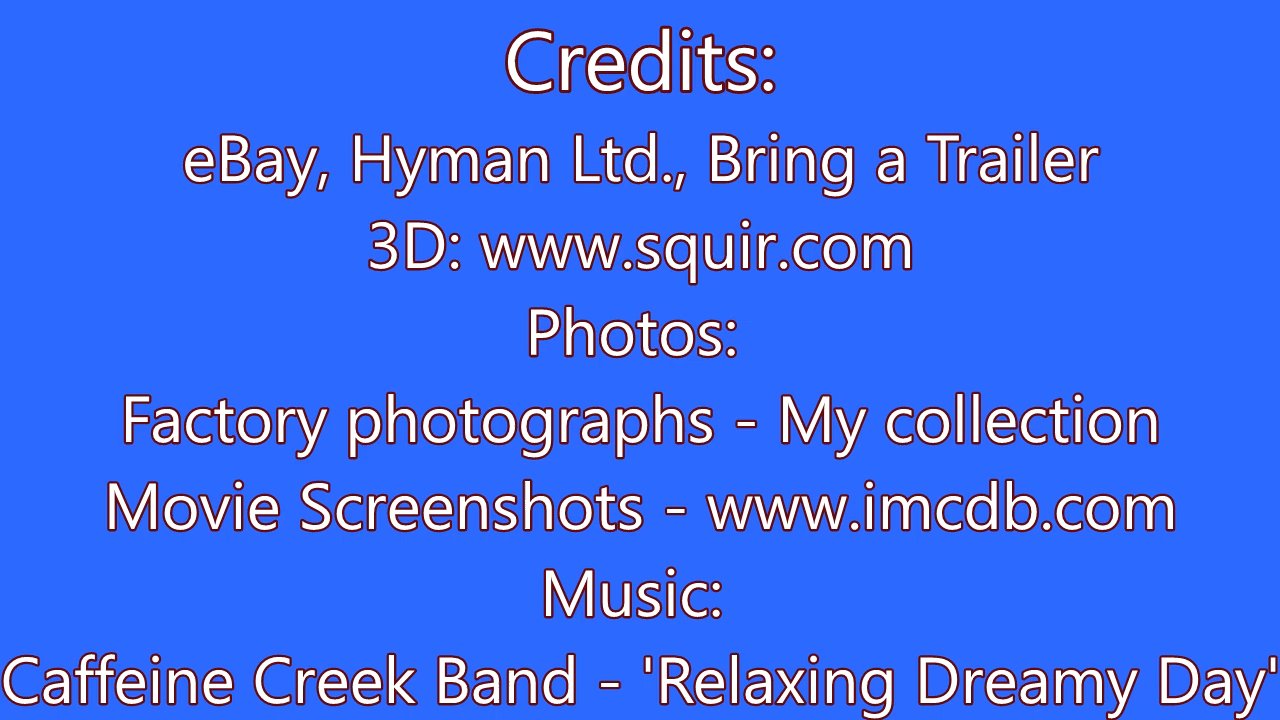 Credits:
eBay, Hyman Ltd., Bring a Trailer
3D: www.squir.com
Photos:
Factory photographs - My collection
Movie Screenshots - www.imcdb.com
Music:
Caffeine Creek Band - 'Relaxing Dreamy Day'